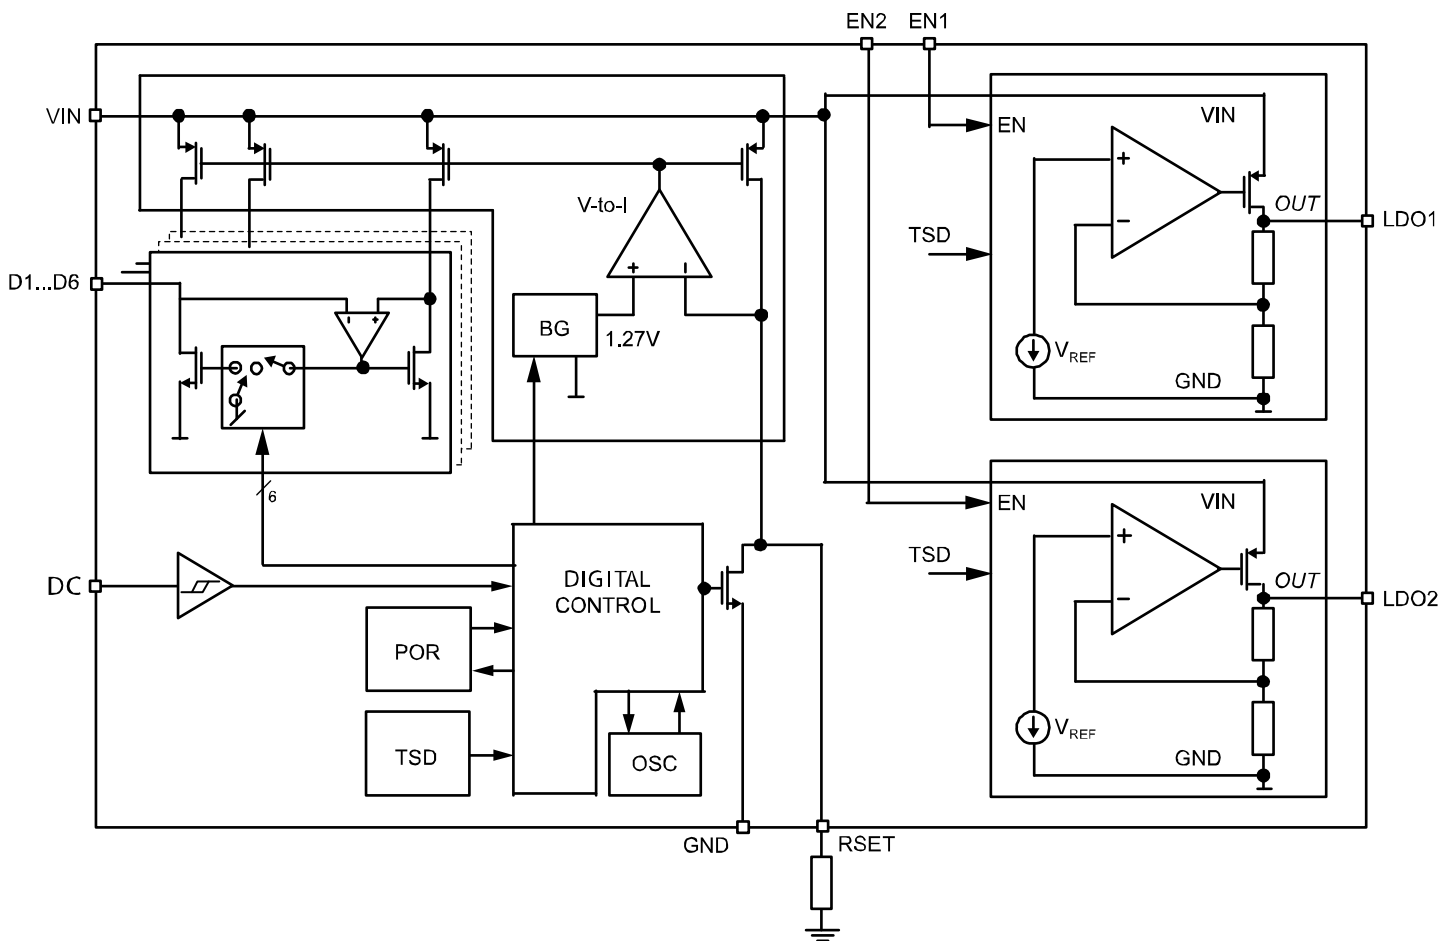 EN2 EN1
VIN
VIN
EN
V-to-I
+
-
OUT
LDO1
TSD
D1...D6
+ -
- +
BG
1.27V
VREF
GND
6
VIN
EN
+
TSD
DC
DIGITAL
CONTROL
-
OUT
LDO2
POR
VREF
TSD
OSC
GND
GND
RSET